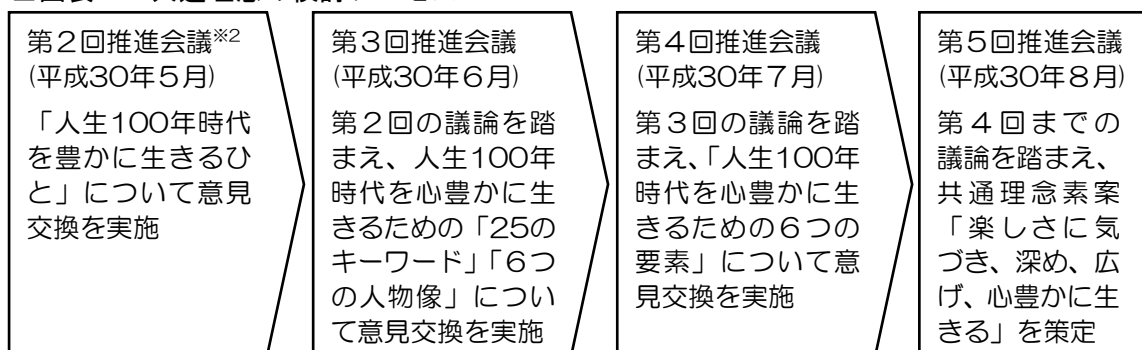 第２回推進会議※2
(平成30年５月)
「人生100年時代
を豊かに生きるひ
と」について意見
交換を実施
第３回推進会議
(平成30年６月)
第２回の議論を踏
まえ、人生100年
時代を心豊かに生
きるための「25の
キーワード」「６つ
の人物像」につい
て意見交換を実施
第４回推進会議
(平成30年７月)
第３回の議論を踏
まえ、「人生100年
時代を心豊かに生
きるための６つの
要素」について意
見交換を実施
第５回推進会議
(平成30年８月)
第４回までの
議論を踏まえ、
共通理念素案
「楽しさに気
づき、深め、広
げ、心豊かに生
きる」を策定